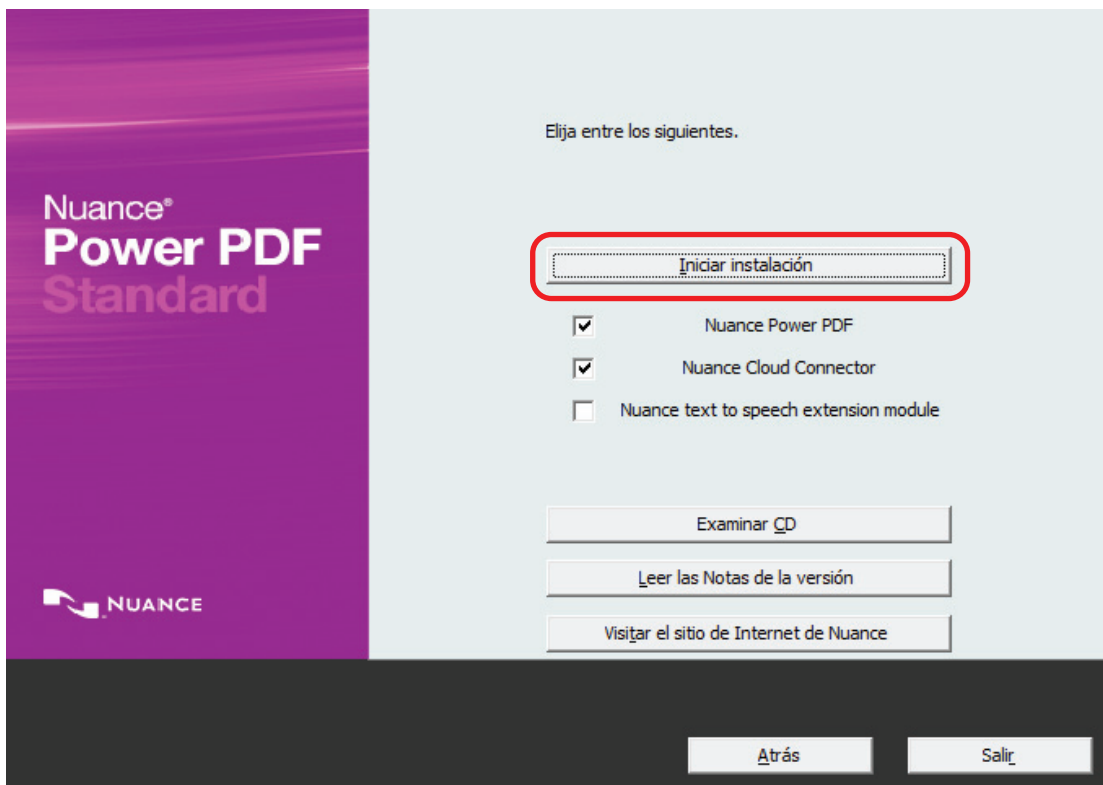 Elija entre los siguientes.
Nuance®
Power PDF
Standard
Iniciar instalación
Nuance Power PDF
Nuance Cloud Connector
Nuance text to speech extension module
Examinar CD
Leer las Notas de la versión
NUANCE
Visitar el sitio de Internet de Nuance
Atrás
Salir